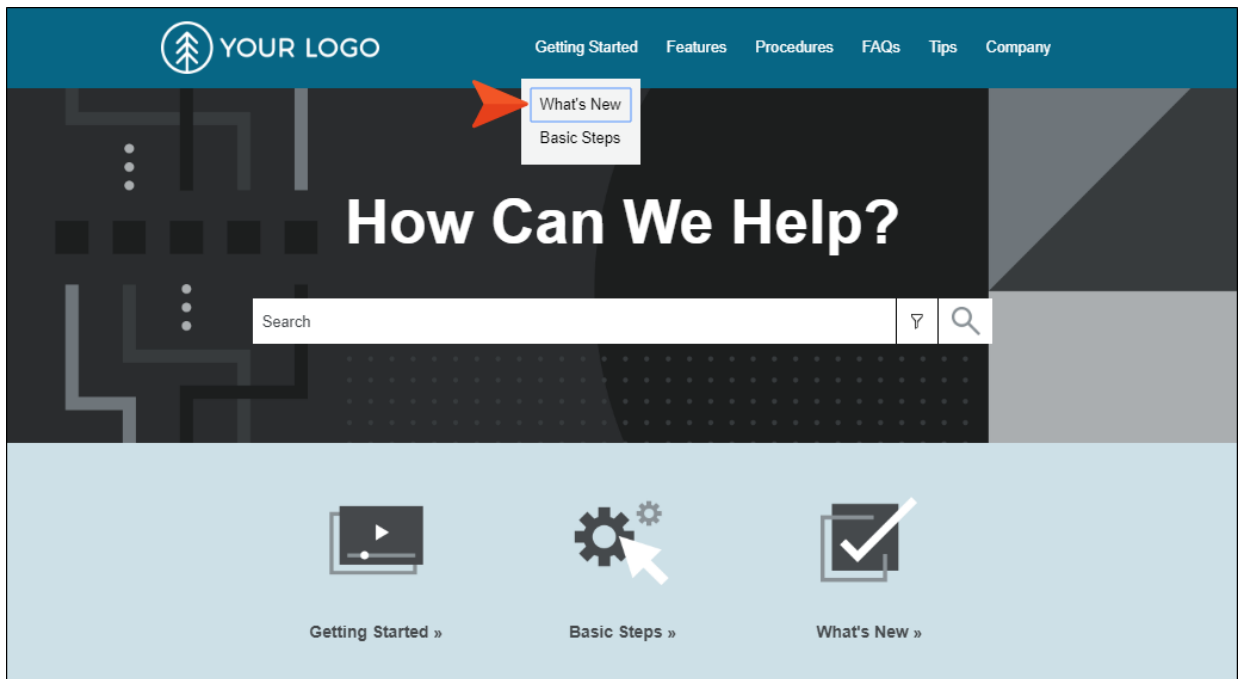 YOUR LOGO
Getting Started Features Procedures FAQs Tips Company
What's New
Basic Steps
How Can We Help?
Search
Getting Started »
Basic Steps »
What's New »